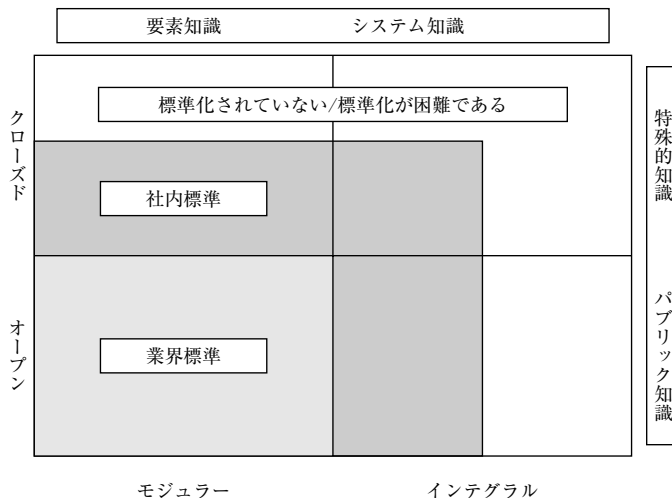 要素知識 システム知識
標準化されていない/標準化が困難である
クローズド
特殊的知識
社内標準
オープン
パブリック知識
業界標準
モジュラー インテグラル